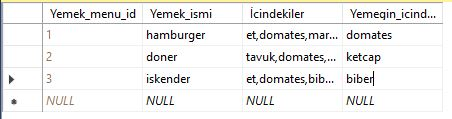 Yemek_menu_id Yemek_ismi İcindekiler Yemegin_icind...
1 hamburger et,domates,mar... domates
2 doner tavuk,domates,... ketcap
3 iskender et,domates,bib... biber
NULL NULL NULL NULL